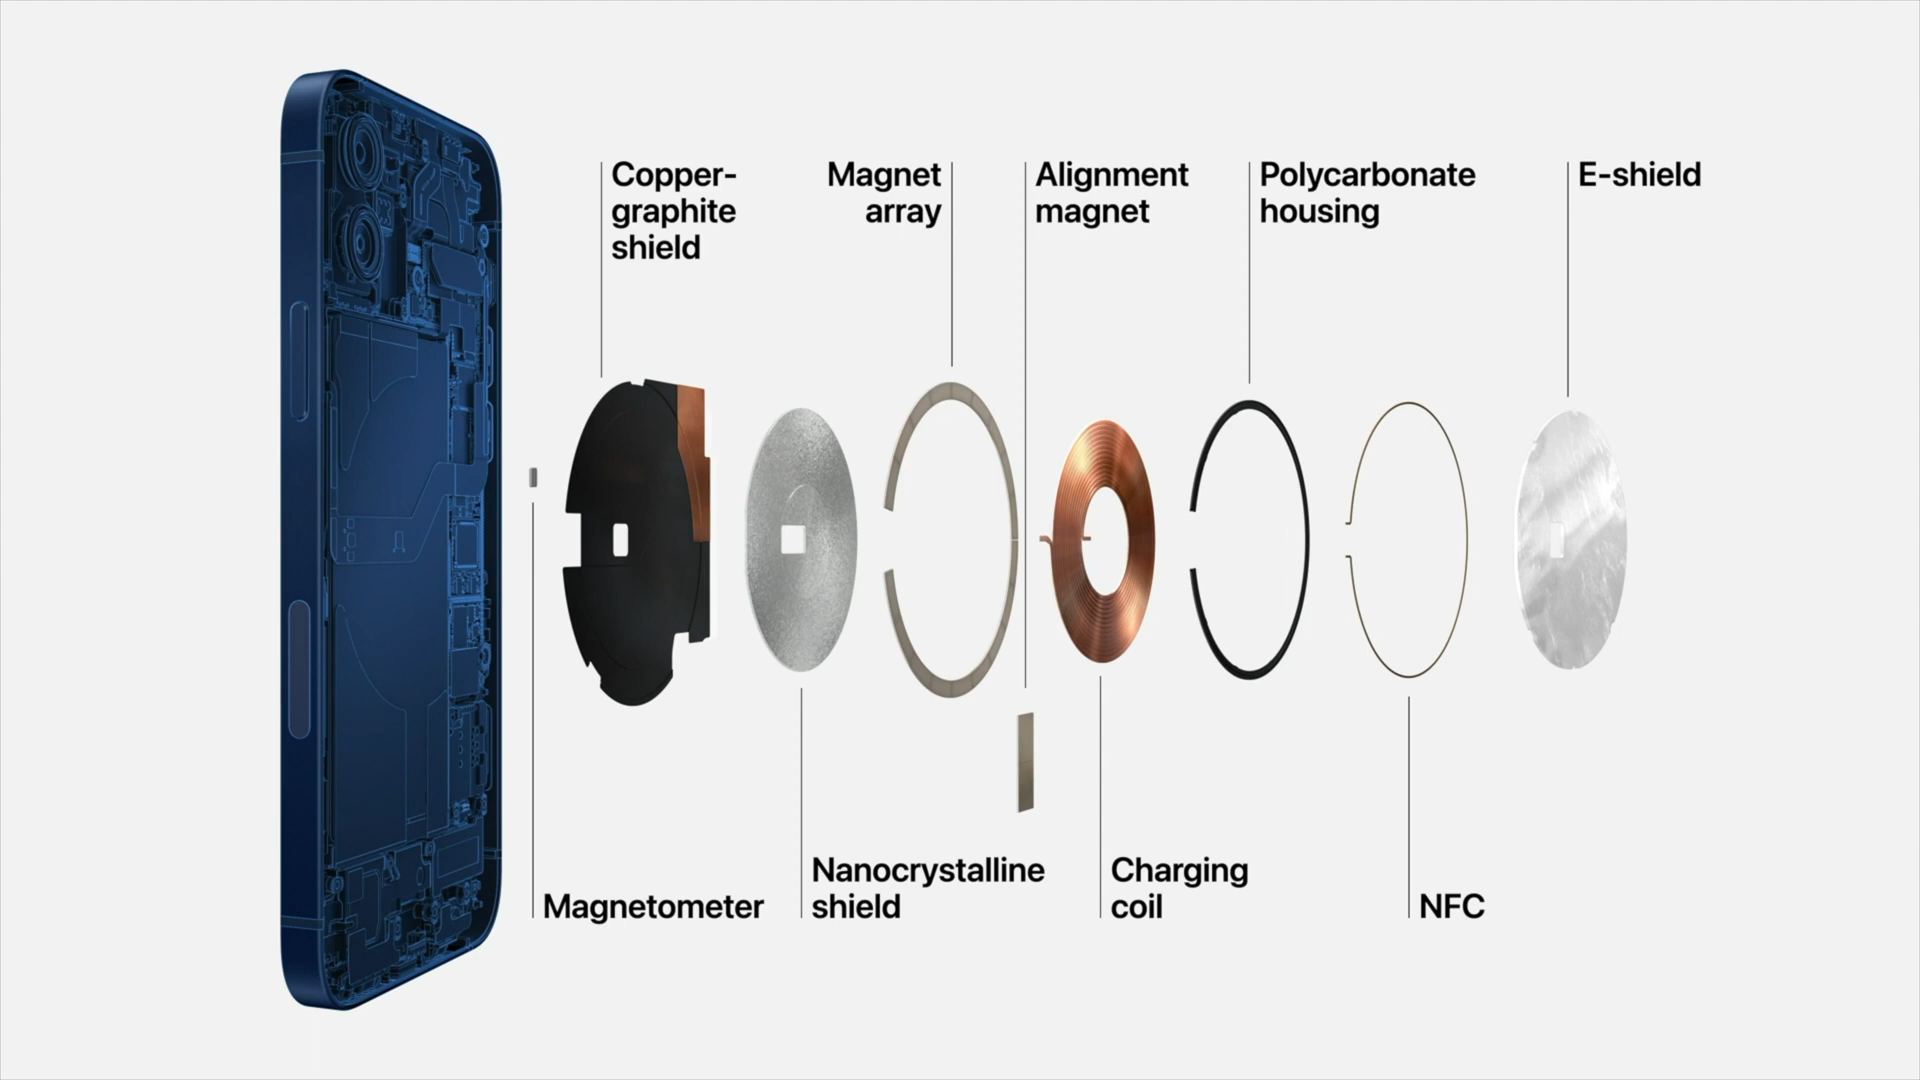 Copper-
graphite
shield
Magnet
array
Alignment
magnet
Polycarbonate
housing
E-shield
Magnetometer
Nanocrystalline
shield
Charging
coil
NFC